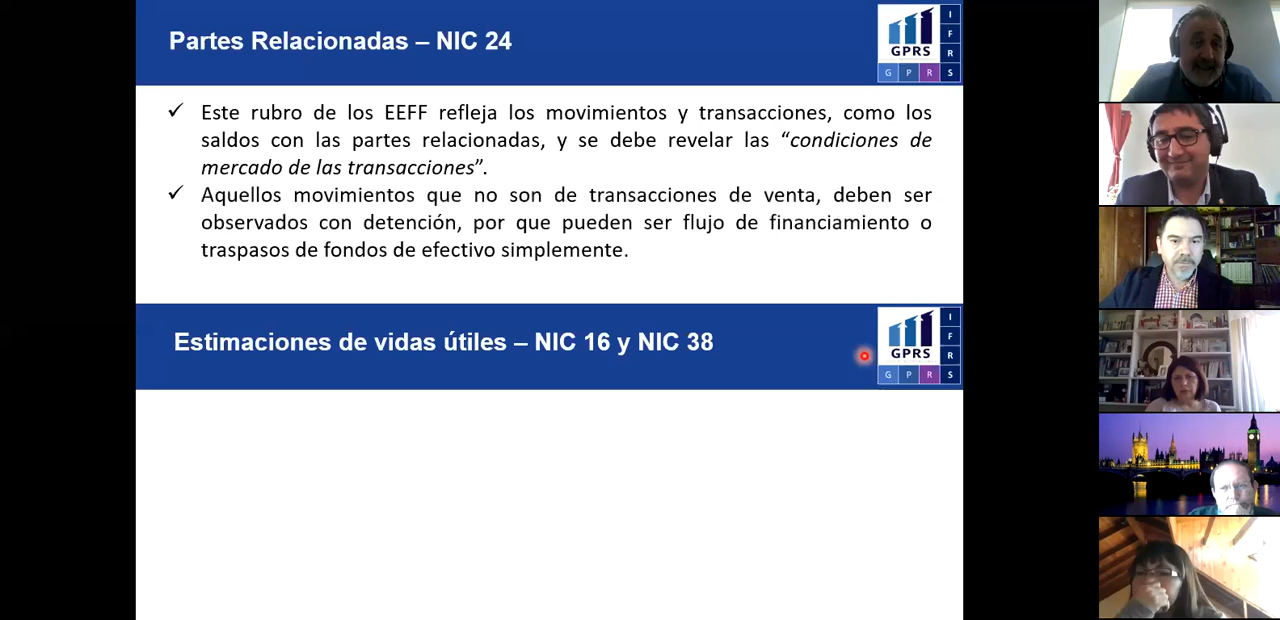 Partes Relacionadas – NIC 24
GPRS
I
F
R
G P R S
✓ Este rubro de los EEFF refleja los movimientos y transacciones, como los
saldos con las partes relacionadas, y se debe revelar las “condiciones de
mercado de las transacciones”.
✓ Aquellos movimientos que no son de transacciones de venta, deben ser
observados con detención, por que pueden ser flujo de financiamiento o
traspasos de fondos de efectivo simplemente.
Estimaciones de vidas útiles – NIC 16 y NIC 38
GPRS
I
F
R
G P R S